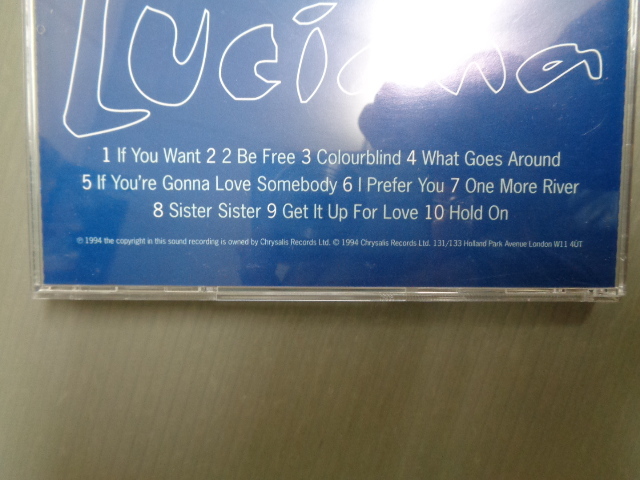 Luciana
1 If You Want 2 2 Be Free 3 Colourblind 4 What Goes Around
5 If You're Gonna Love Somebody 6 I Prefer You 7 One More River
8 Sister Sister 9 Get It Up For Love 10 Hold On
℗ 1994 the copyright in this sound recording is owned by Chrysalis Records Ltd. © 1994 Chrysalis Records Ltd. 131/133 Holland Park Avenue London W11 4UT